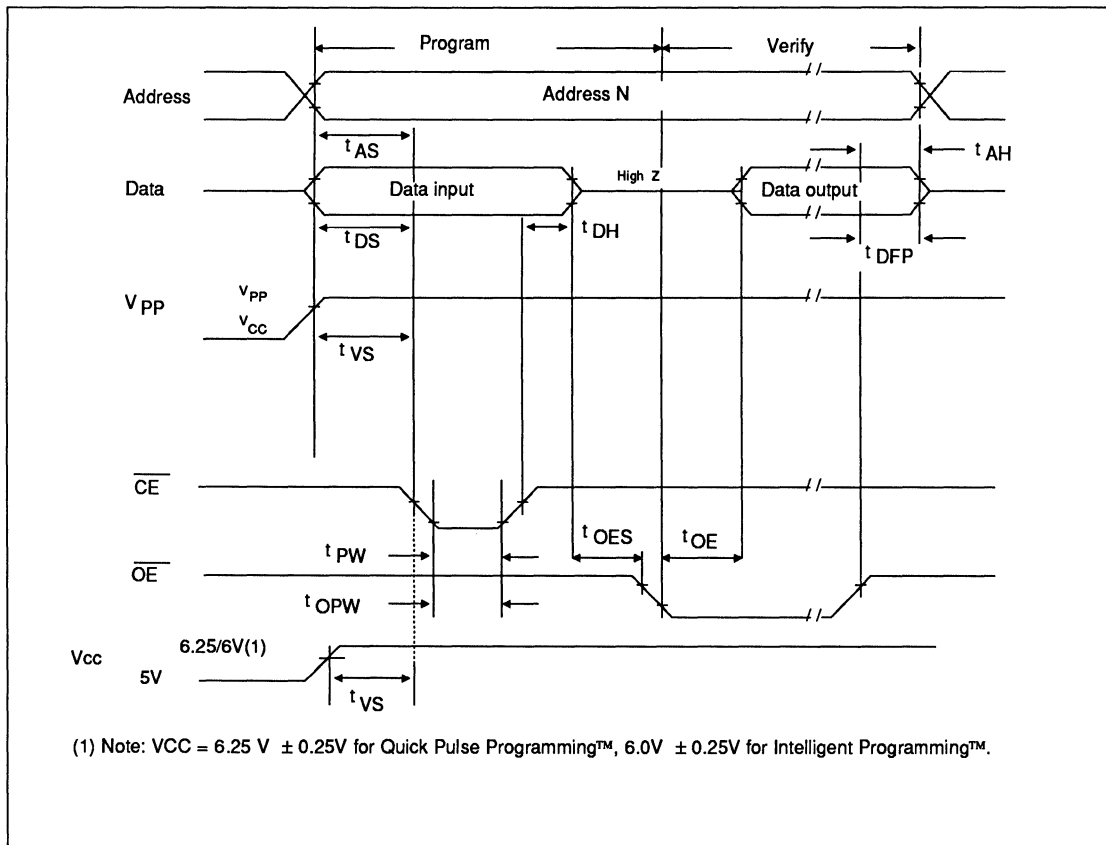 Program
Verify
Address
Address N
t AS
t AH
Data
Data input
High Z
Data output
t DS
t DH
t DFP
V PP
V PP
V CC
t VS
CE
t PW
t OES
t OE
OE
t OPW
Vcc
6.25/6V(1)
5V
t VS
(1) Note: VCC = 6.25 V ± 0.25V for Quick Pulse Programming™, 6.0V ± 0.25V for Intelligent Programming™.